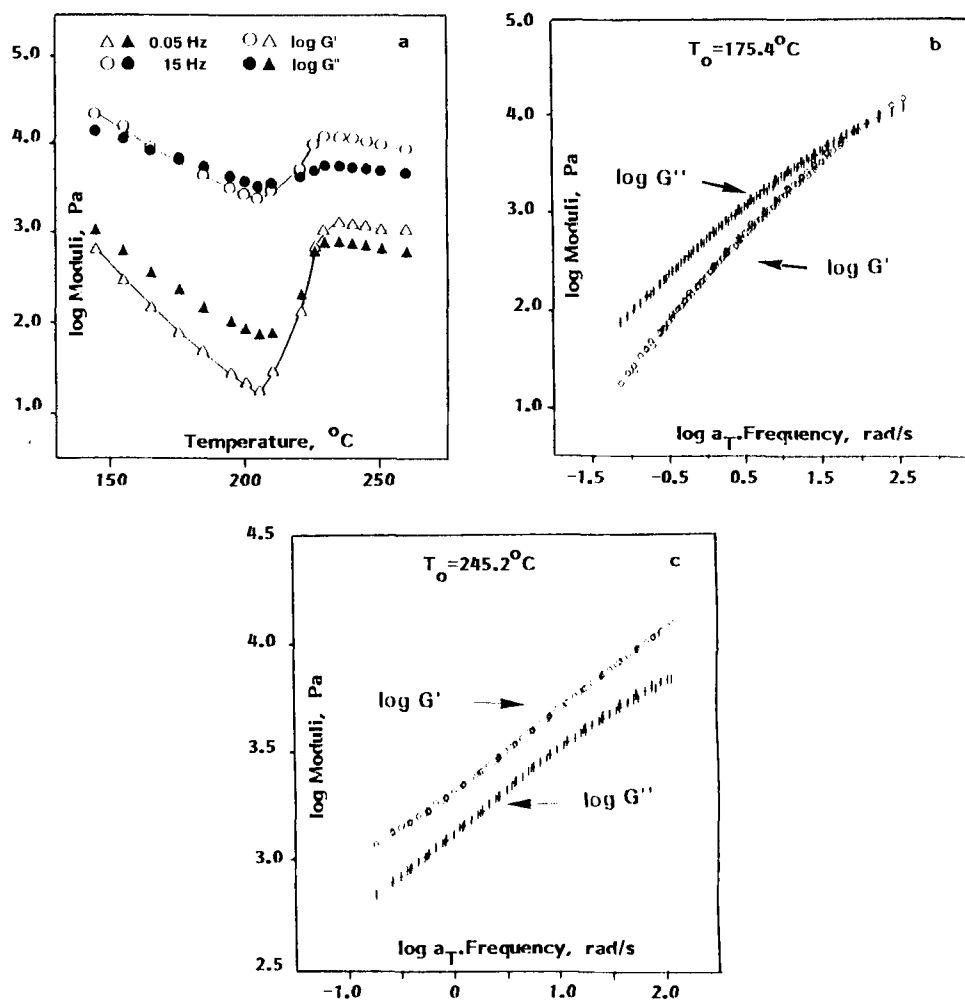 a
5.0
△ ▲ 0.05 Hz ○ △ log G'
○ ● 15 Hz ● ▲ log G"
4.0
3.0
2.0
1.0
log Moduli, Pa
Temperature, °C
150 200 250
T_o=175.4°C b
5.0
4.0
3.0
2.0
1.0
log Moduli, Pa
log G''
log G'
log a_T.Frequency, rad/s
-1.5 -0.5 0.5 1.5 2.5
T_o=245.2°C c
4.5
4.0
3.5
3.0
2.5
log Moduli, Pa
log G'
log G''
log a_T.Frequency, rad/s
-1.0 0 1.0 2.0